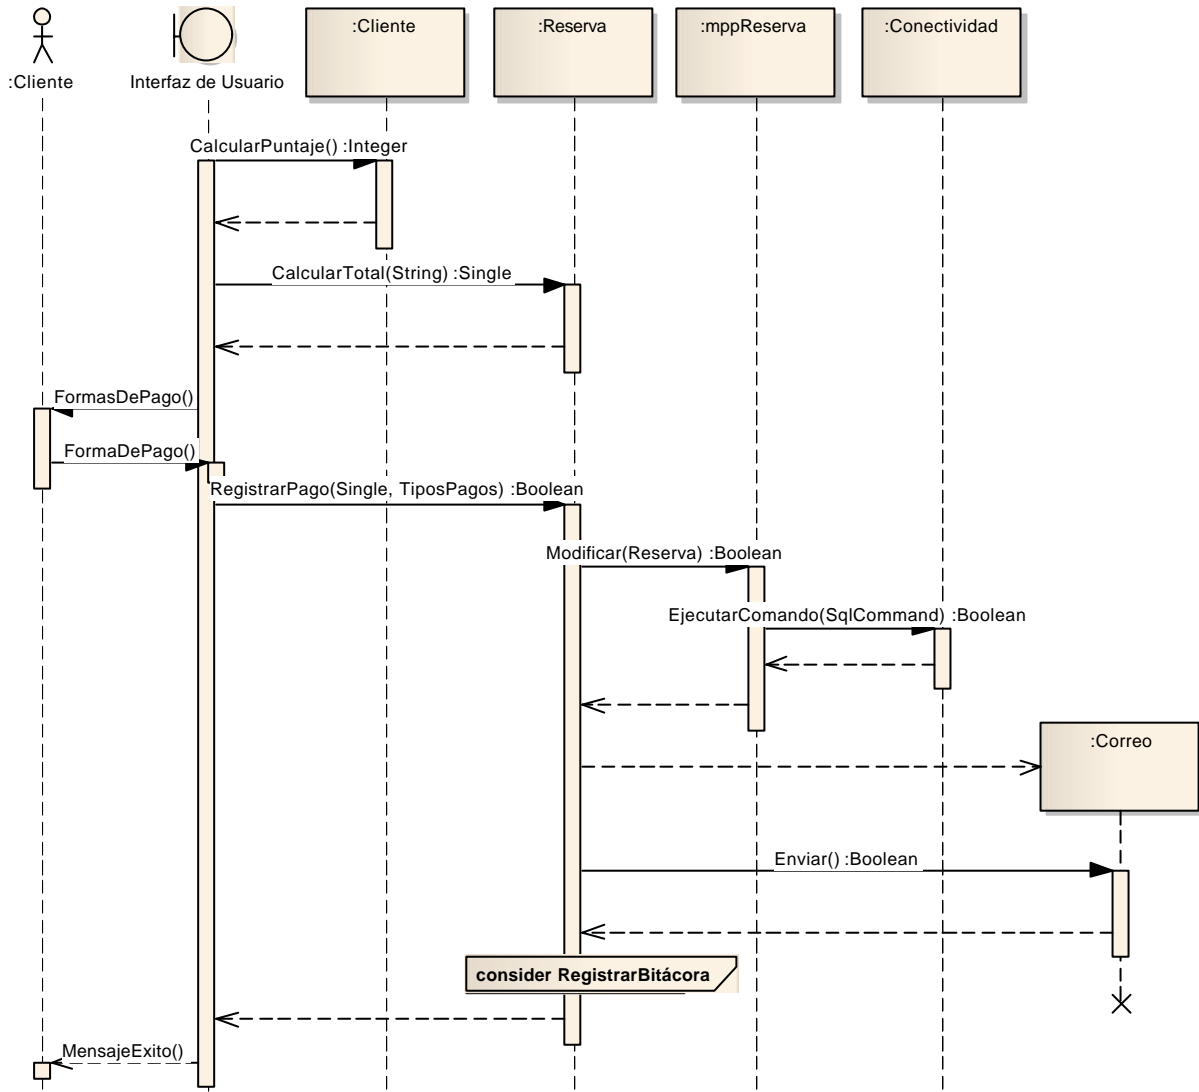 :Cliente
Interfaz de Usuario
:Cliente
:Reserva
:mppReserva
:Conectividad
CalcularPuntaje() :Integer
CalcularTotal(String) :Single
FormasDePago()
FormaDePago()
RegistrarPago(Single, TiposPagos) :Boolean
Modificar(Reserva) :Boolean
EjecutarComando(SqlCommand) :Boolean
:Correo
Enviar() :Boolean
consider RegistrarBitácora
MensajeExito()